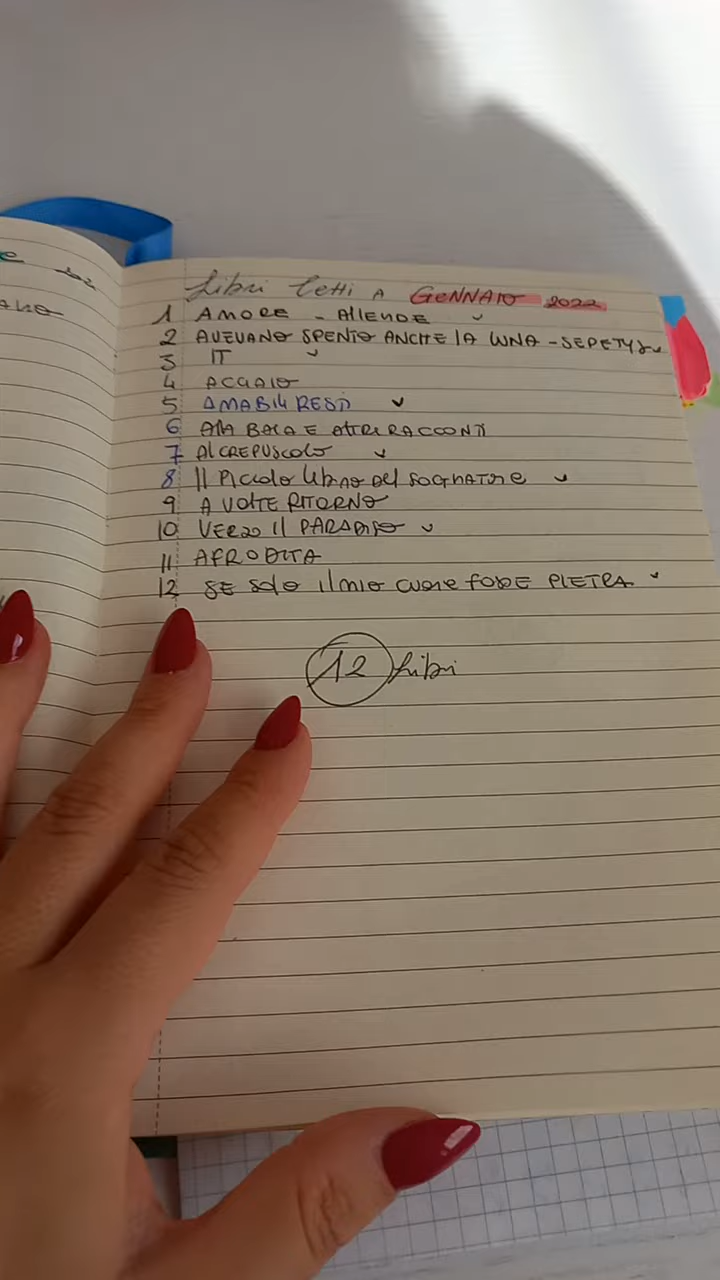 Libri letti a GENNAIO 2022
1 AMORE - AllENDE ✓
2 AVEVANO SPENTO ANCHE lA LUNA - SEPETYS ✓
3 IT ✓
4 ACCIAIO
5 AMABILI RESTI ✓
6 AllA BAIA E AlTRI RACCONTI
7 Al CREPUSCOlO ✓
8 Il PICCOlO lIBRO DEl SOGNATORE ✓
9 A VOlTE RITORNO
10 VERSO Il PARADISO ✓
11 AFRODITA
12 SE SOlO Il MIO CUORE FOSSE PIETRA ✓
12 Libri